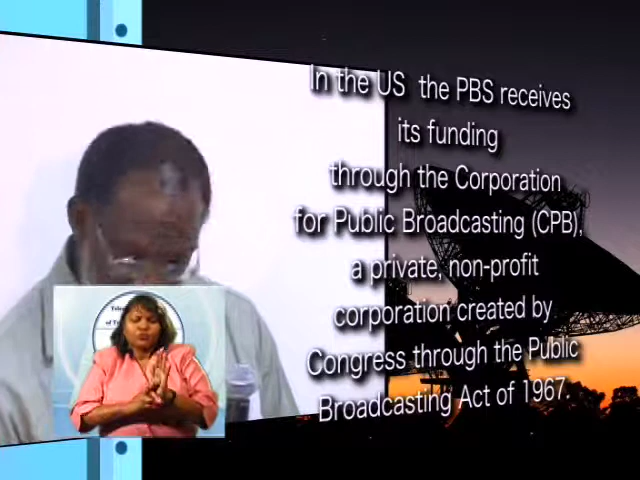 In the US the PBS receives
its funding
through the Corporation
for Public Broadcasting (CPB),
a private, non-profit
corporation created by
Congress through the Public
Broadcasting Act of 1967.